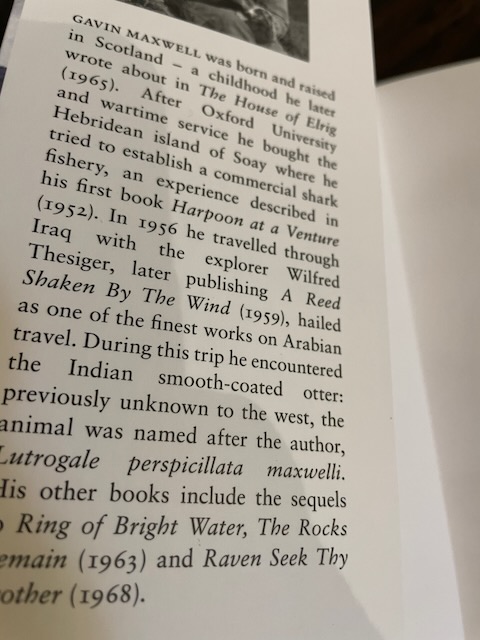 GAVIN MAXWELL was born and raised
in Scotland – a childhood he later
wrote about in The House of Elrig
(1965). After Oxford University
and wartime service he bought the
Hebridean island of Soay where he
tried to establish a commercial shark
fishery, an experience described in
his first book Harpoon at a Venture
(1952). In 1956 he travelled through
Iraq with the explorer Wilfred
Thesiger, later publishing A Reed
Shaken By The Wind (1959), hailed
as one of the finest works on Arabian
travel. During this trip he encountered
the Indian smooth-coated otter:
previously unknown to the west, the
animal was named after the author,
Lutrogale perspicillata maxwelli.
His other books include the sequels
o Ring of Bright Water, The Rocks
emain (1963) and Raven Seek Thy
other (1968).